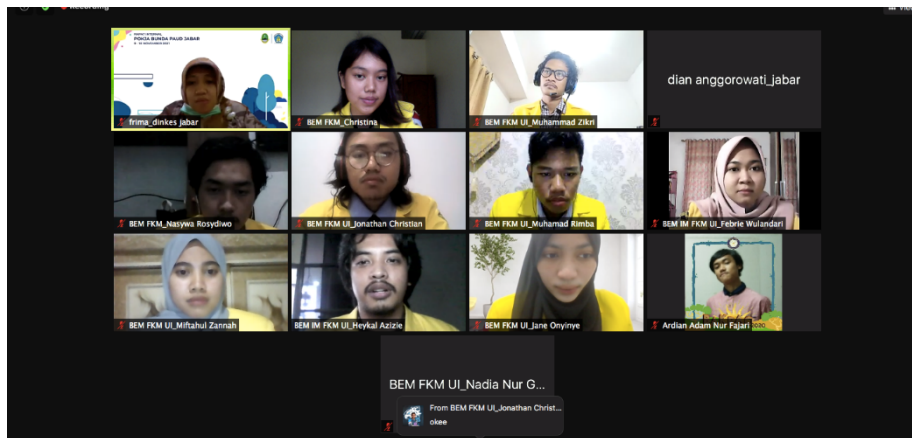 Recording
View
POKJA BUNDA PAUD JABAR
frima_dinkes jabar
BEM FKM_Christina
BEM FKM UI_Muhammad Zikri
dian anggorowati_jabar
BEM FKM_Nasywa Rosydiwo
BEM FKM UI_Jonathan Christian
BEM FKM UI_Muhamad Rimba
BEM IM FKM UI_Febrie Wulandari
BEM FKM UI_Miftahul Zannah
BEM IM FKM UI_Heykal Azizie
BEM FKM UI_Jane Onyinye
Ardian Adam Nur Fajari
2020
BEM FKM UI_Nadia Nur G...
From BEM FKM UI_Jonathan Christ...
okee